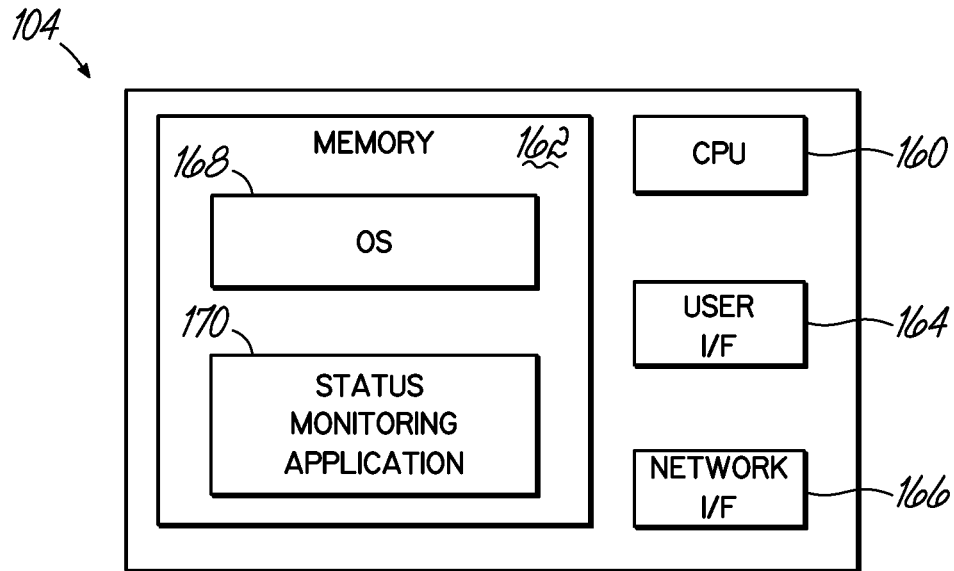 104
MEMORY 162
CPU 160
168
OS
USER
I/F 164
170
STATUS
MONITORING
APPLICATION
NETWORK
I/F 166